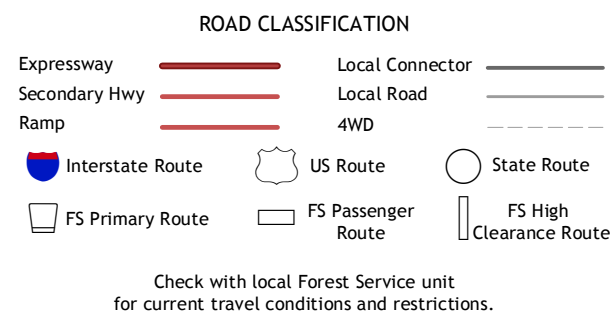 ROAD CLASSIFICATION
Expressway
Local Connector
Secondary Hwy
Local Road
Ramp
4WD
Interstate Route
US Route
State Route
FS Primary Route
FS Passenger
Route
FS High
Clearance Route
Check with local Forest Service unit
for current travel conditions and restrictions.